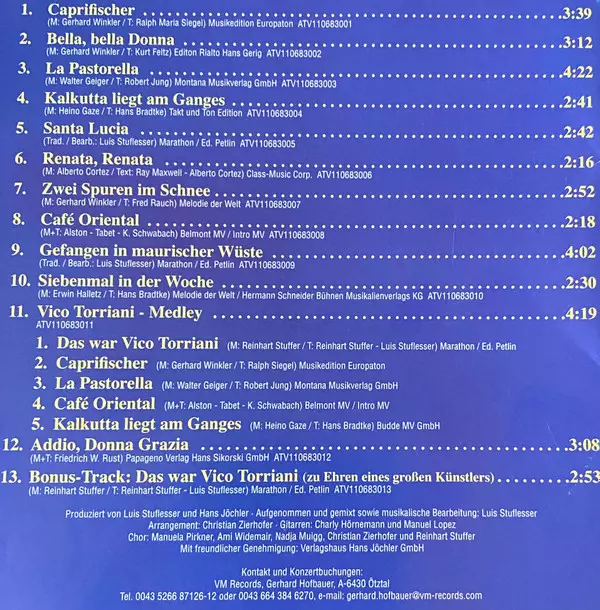 1. Caprifischer 3:39
(M: Gerhard Winkler / T: Ralph Maria Siegel) Musikedition Europaton ATV110683001
2. Bella, bella Donna 3:12
(M: Gerhard Winkler / T: Kurt Feltz) Editon Rialto Hans Gerig ATV110683002
3. La Pastorella 4:22
(M: Walter Geiger / T: Robert Jung) Montana Musikverlag GmbH ATV110683003
4. Kalkutta liegt am Ganges 2:41
(M: Heino Gaze / T: Hans Bradtke) Takt und Ton Edition ATV110683004
5. Santa Lucia 2:42
(Trad. / Bearb.: Luis Stuflesser) Marathon / Ed. Petlin ATV110683005
6. Renata, Renata 2:16
(M: Alberto Cortez / Text: Ray Maxwell - Alberto Cortez) Class-Music Corp. ATV110683006
7. Zwei Spuren im Schnee 2:52
(M: Gerhard Winkler / T: Fred Rauch) Melodie der Welt ATV110683007
8. Café Oriental 2:18
(M+T: Alston - Tabet - K. Schwabach) Belmont MV / Intro MV ATV110683008
9. Gefangen in maurischer Wüste 4:02
(Trad. / Bearb.: Luis Stuflesser) Marathon / Ed. Petlin ATV110683009
10. Siebenmal in der Woche 2:30
(M: Erwin Halletz / T: Hans Bradtke) Melodie der Welt / Hermann Schneider Bühnen Musikalienverlags KG ATV110683010
11. Vico Torriani - Medley 4:19
ATV110683011
1. Das war Vico Torriani (M: Reinhart Stuffer / T: Reinhart Stuffer - Luis Stuflesser) Marathon / Ed. Petlin
2. Caprifischer (M: Gerhard Winkler / T: Ralph Siegel) Musikedition Europaton
3. La Pastorella (M: Walter Geiger / T: Robert Jung) Montana Musikverlag GmbH
4. Café Oriental (M+T: Alston - Tabet - K. Schwabach) Belmont MV / Intro MV
5. Kalkutta liegt am Ganges (M: Heino Gaze / T: Hans Bradtke) Budde MV GmbH
12. Addio, Donna Grazia 3:08
(M+T: Friedrich W. Rust) Papageno Verlag Hans Sikorski GmbH ATV110683012
13. Bonus-Track: Das war Vico Torriani (zu Ehren eines großen Künstlers) 2:53
(M: Reinhart Stuffer / T: Reinhart Stuffer - Luis Stuflesser) Marathon / Ed. Petlin ATV110683013
Produziert von Luis Stuflesser und Hans Jöchler - Aufgenommen und gemixt sowie musikalische Bearbeitung: Luis Stuflesser
Arrangement: Christian Zierhofer - Gitarren: Charly Hörnemann und Manuel Lopez
Chor: Manuela Pirkner, Ami Widemair, Nadja Muigg, Christian Zierhofer und Reinhart Stuffer
Mit freundlicher Genehmigung: Verlagshaus Hans Jöchler GmbH
Kontakt und Konzertbuchungen:
VM Records, Gerhard Hofbauer, A-6430 Ötztal
Tel. 0043 5266 87126-12 oder 0043 664 384 6270, e-mail: gerhard.hofbauer@vm-records.com